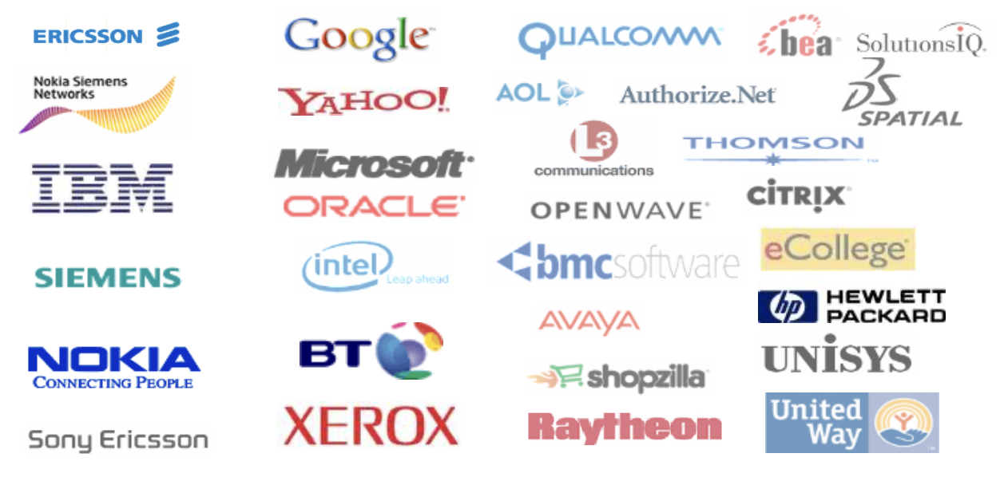 ERICSSON
Nokia Siemens
Networks
IBM
SIEMENS
NOKIA
CONNECTING PEOPLE
Sony Ericsson
Google™
YAHOO!
Microsoft®
ORACLE®
intel
Leap ahead
BT
XEROX
QUALCOMM
bea
SolutionsIQ.
AOL
Authorize.Net
DS
SPATIAL
L3
communications
THOMSON™
OPENWAVE®
CiTRIX®
bmcsoftware
eCollege
AVAYA
hp HEWLETT
PACKARD
shopzilla
UNiSYS
Raytheon
United
Way